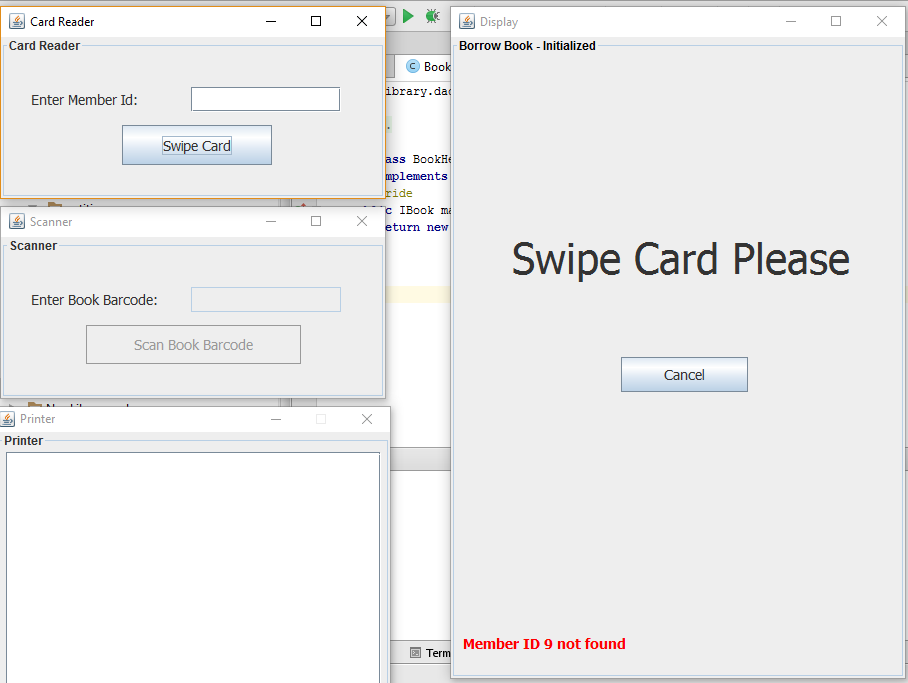 Card Reader
Card Reader
Enter Member Id:
Swipe Card
Scanner
Scanner
Enter Book Barcode:
Scan Book Barcode
Printer
Printer
Display
Borrow Book - Initialized
Swipe Card Please
Cancel
Member ID 9 not found
C Book
ibrary.dao
.
ass BookHe
mplements
ride
c IBook ma
eturn new
Term